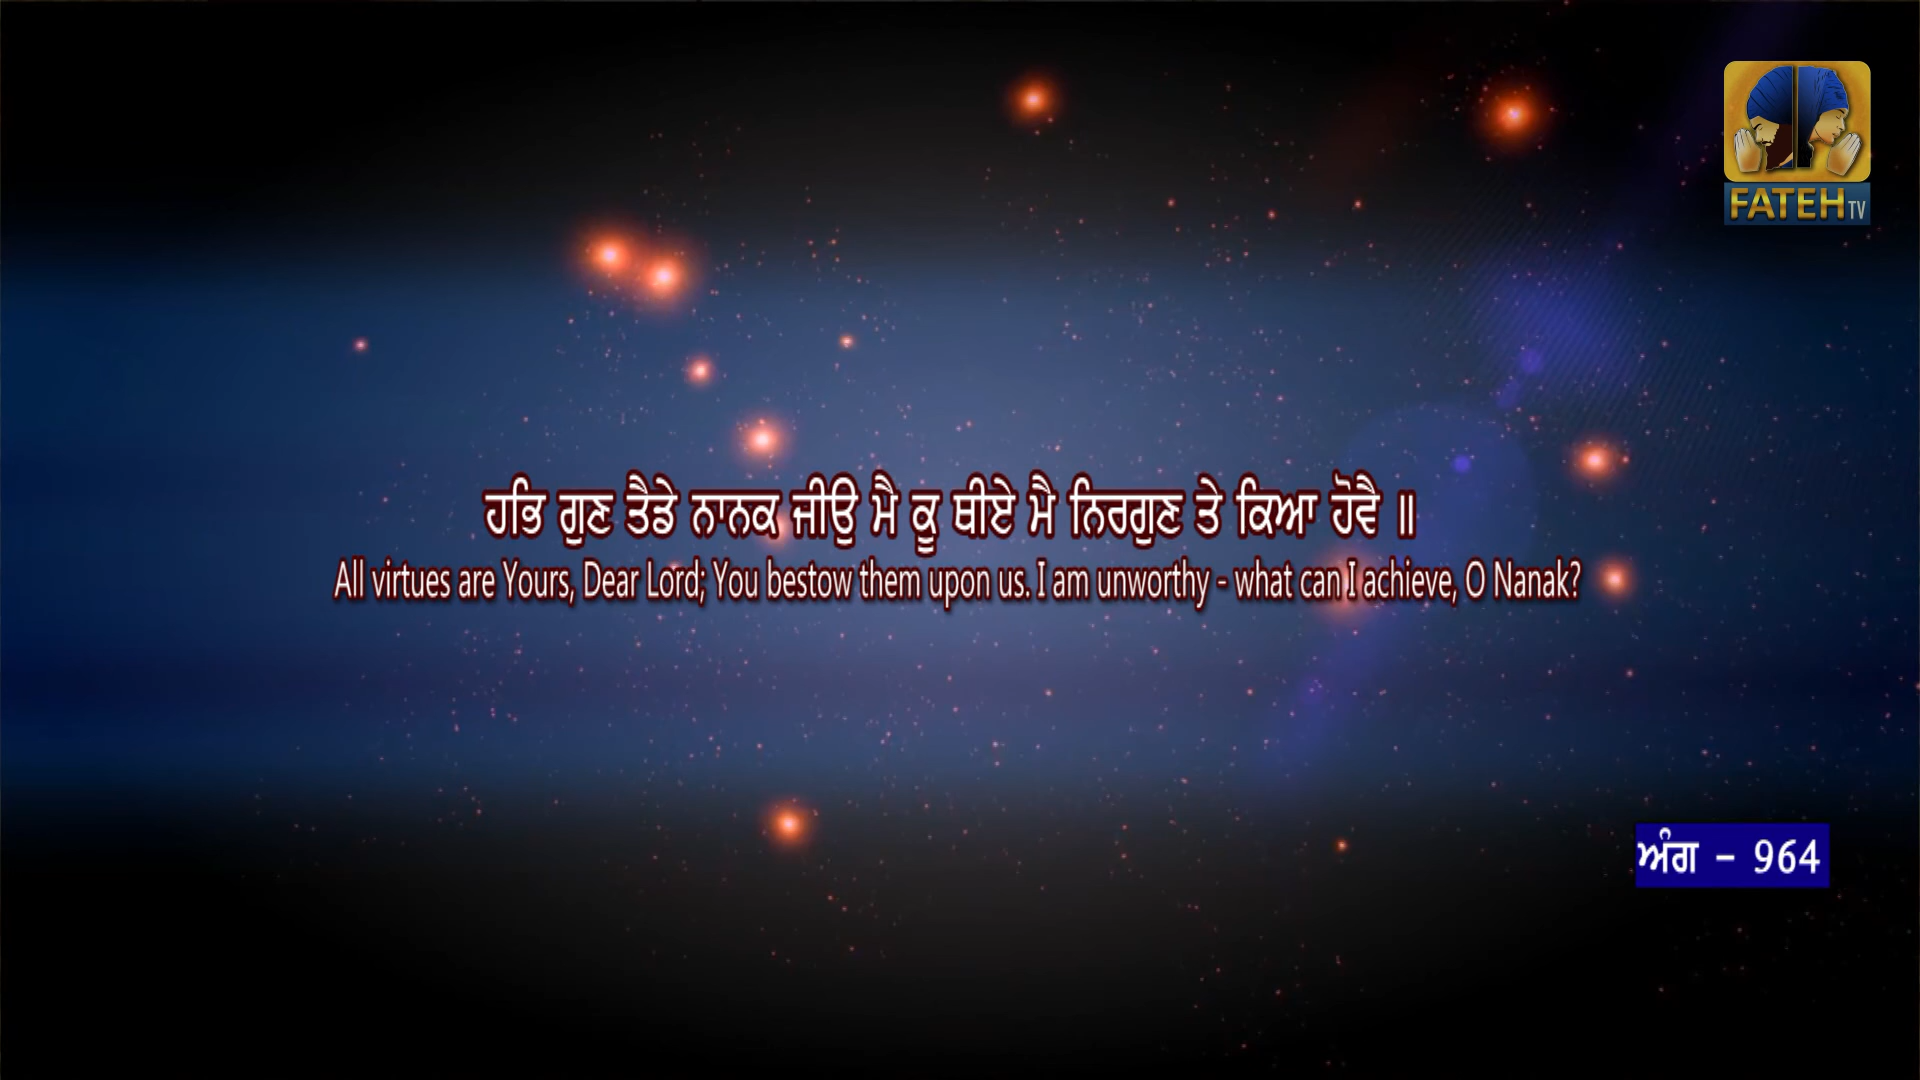 FATEH TV
ਹਭਿ ਗੁਣ ਤੈਡੇ ਨਾਨਕ ਜੀਉ ਮੈ ਕੂ ਥੀਏ ਮੈ ਨਿਰਗੁਣ ਤੇ ਕਿਆ ਹੋਵੈ ॥
All virtues are Yours, Dear Lord; You bestow them upon us. I am unworthy - what can I achieve, O Nanak?
ਅੰਗ - 964